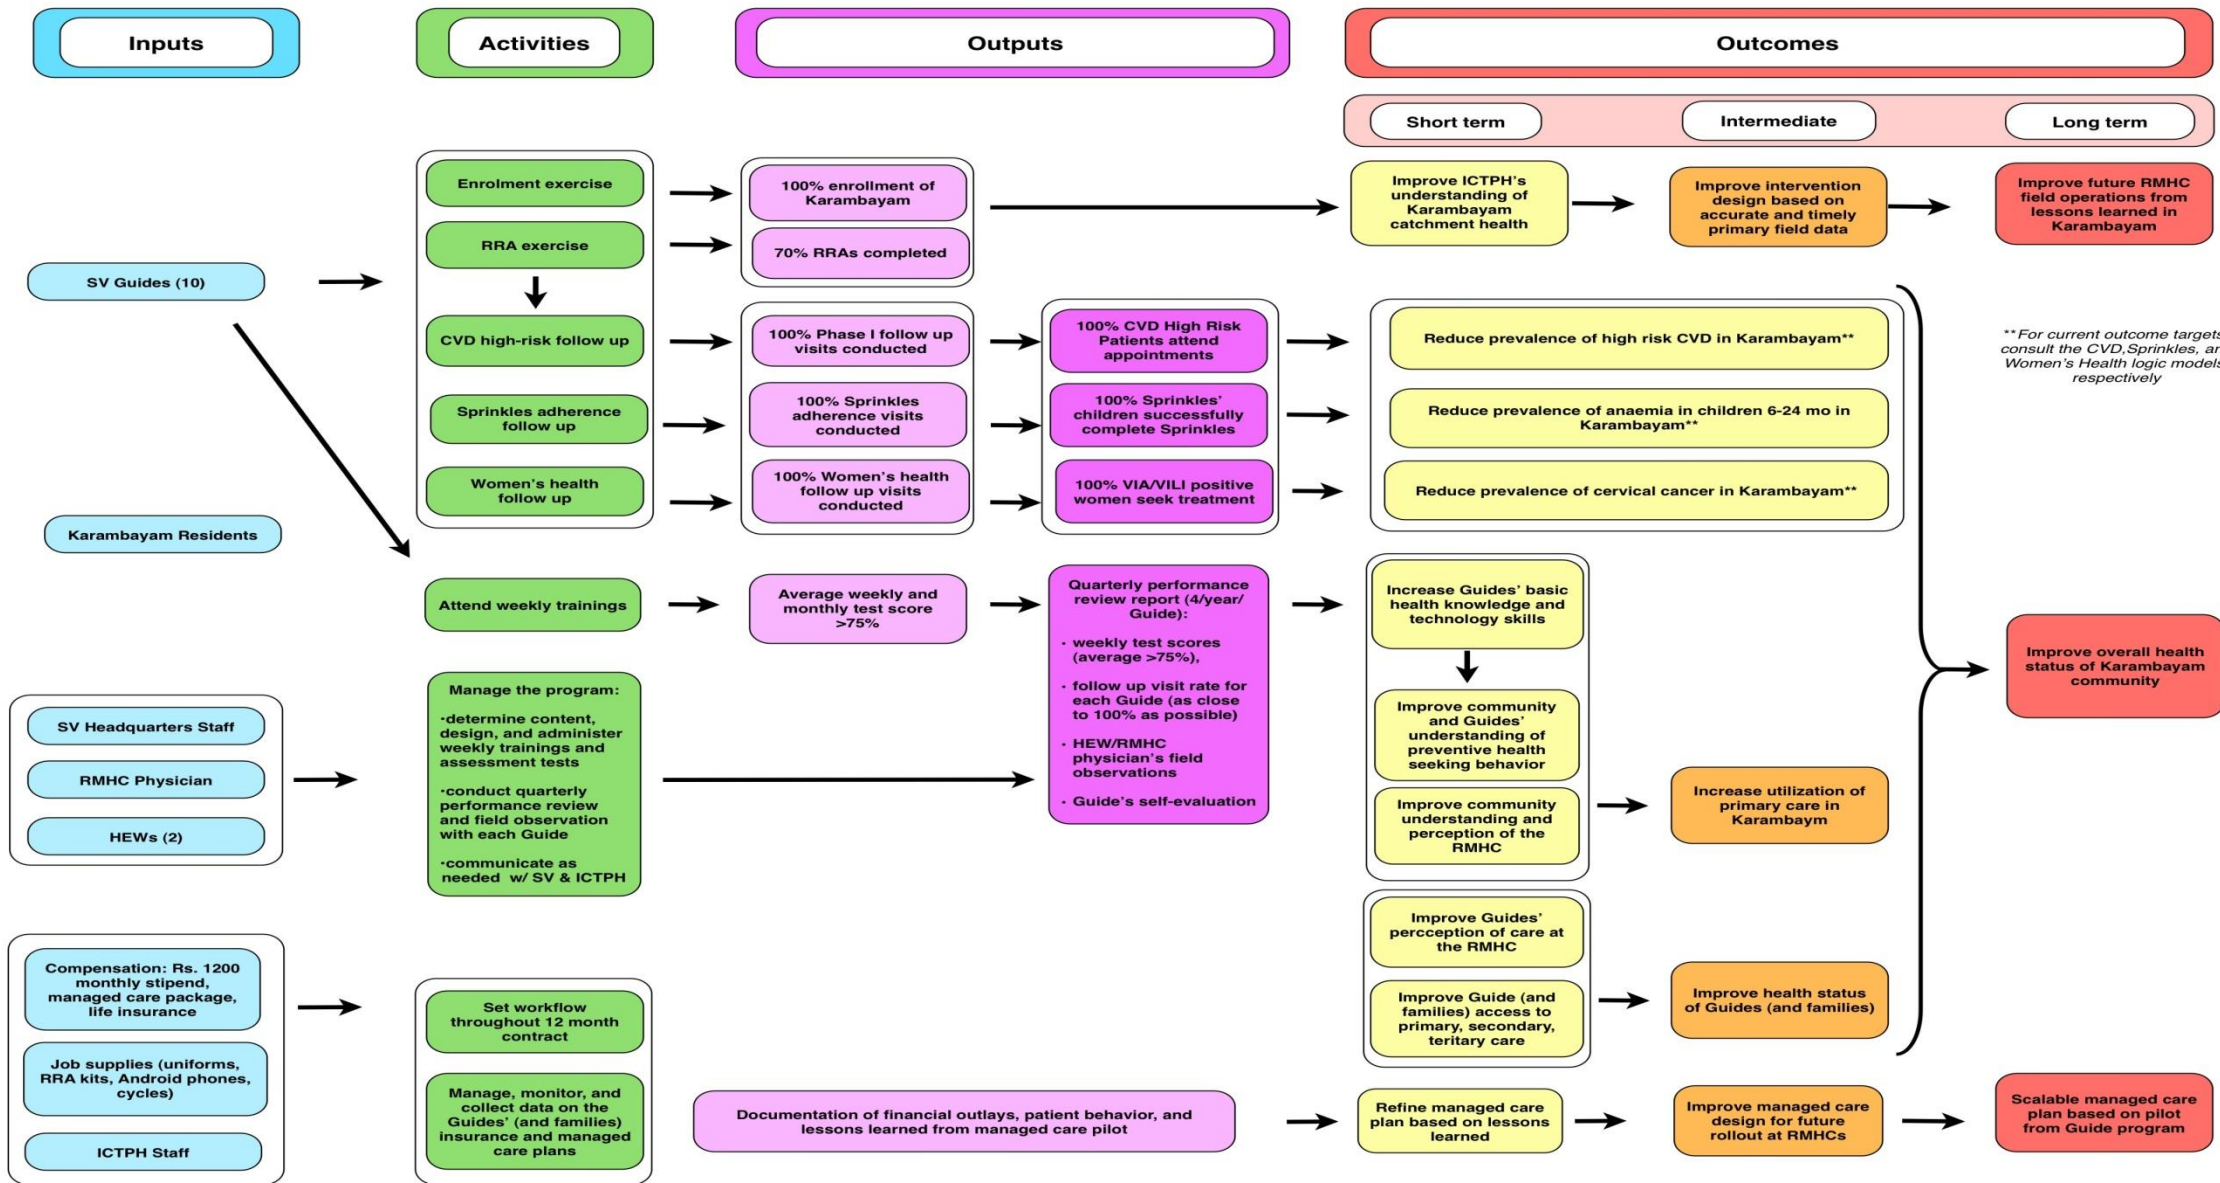 Inputs
Activities
Outputs
Outcomes
Short term
Intermediate
Long term
SV Guides (10)
Karambayam Residents
SV Headquarters Staff
RMHC Physician
HEWs (2)
Compensation: Rs. 1200
monthly stipend,
managed care package,
life insurance
Job supplies (uniforms,
RRA kits, Android phones,
cycles)
ICTPH Staff
Enrolment exercise
RRA exercise
CVD high-risk follow up
Sprinkles adherence
follow up
Women's health
follow up
Attend weekly trainings
Manage the program:
·determine content,
design, and administer
weekly trainings and
assessment tests
·conduct quarterly
performance review
and field observation
with each Guide
·communicate as
needed w/ SV & ICTPH
Set workflow
throughout 12 month
contract
Manage, monitor, and
collect data on the
Guides' (and families)
insurance and managed
care plans
100% enrollment of
Karambayam
70% RRAs completed
100% Phase I follow up
visits conducted
100% Sprinkles
adherence visits
conducted
100% Women's health
follow up visits
conducted
Average weekly and
monthly test score
>75%
100% CVD High Risk
Patients attend
appointments
100% Sprinkles'
children successfully
complete Sprinkles
100% VIA/VILI positive
women seek treatment
Quarterly performance
review report (4/year/
Guide):
· weekly test scores
(average >75%),
· follow up visit rate for
each Guide (as close
to 100% as possible)
· HEW/RMHC
physician's field
observations
· Guide's self-evaluation
Documentation of financial outlays, patient behavior, and
lessons learned from managed care pilot
Improve ICTPH's
understanding of
Karambayam
catchment health
Improve intervention
design based on
accurate and timely
primary field data
Improve future RMHC
field operations from
lessons learned in
Karambayam
Reduce prevalence of high risk CVD in Karambayam**
Reduce prevalence of anaemia in children 6-24 mo in
Karambayam**
Reduce prevalence of cervical cancer in Karambayam**
**For current outcome targets
consult the CVD,Sprinkles, an
Women's Health logic models
respectively
Increase Guides' basic
health knowledge and
technology skills
Improve community
and Guides'
understanding of
preventive health
seeking behavior
Improve community
understanding and
perception of the
RMHC
Increase utilization of
primary care in
Karambaym
Improve overall health
status of Karambayam
community
Improve Guides'
percception of care at
the RMHC
Improve Guide (and
families) access to
primary, secondary,
teritary care
Improve health status
of Guides (and families)
Refine managed care
plan based on lessons
learned
Improve managed care
design for future
rollout at RMHCs
Scalable managed care
plan based on pilot
from Guide program